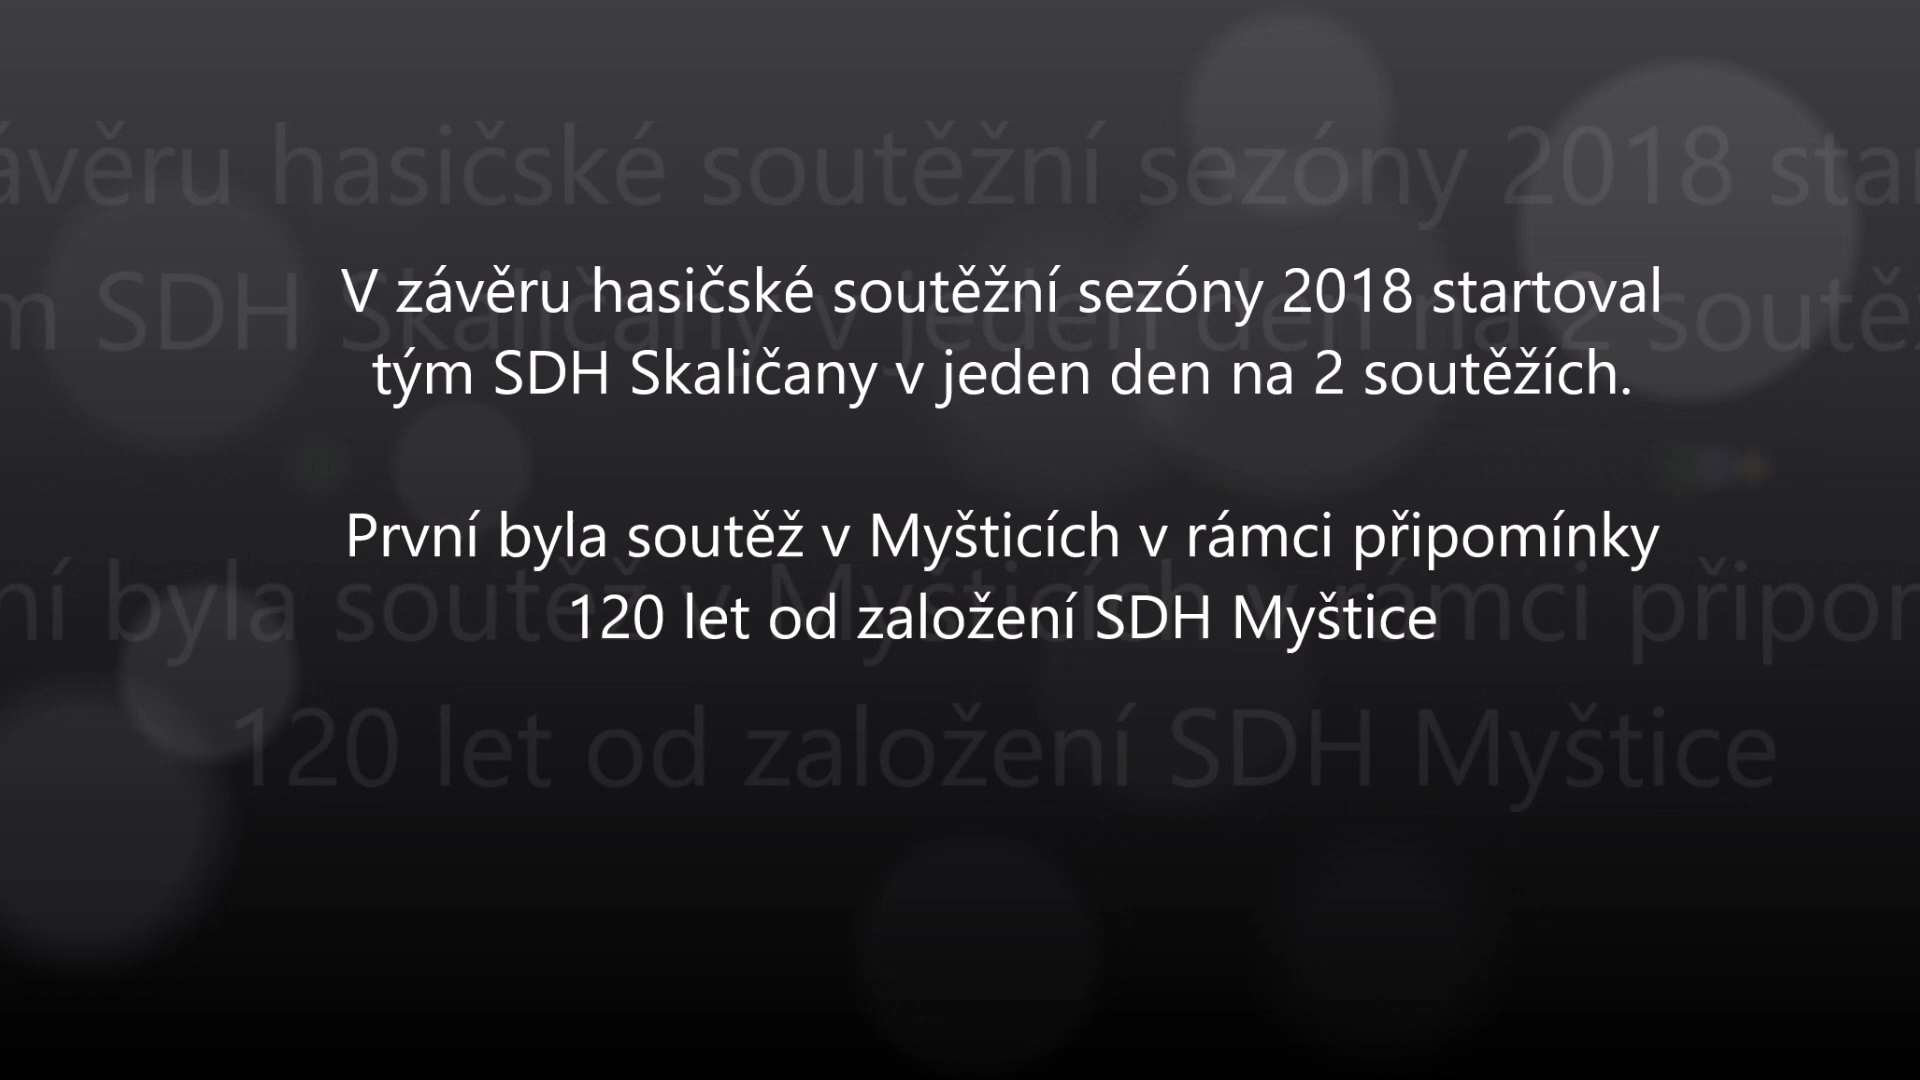 V závěru hasičské soutěžní sezóny 2018 startoval
tým SDH Skaličany v jeden den na 2 soutěžích.
První byla soutěž v Myšticích v rámci připomínky
120 let od založení SDH Myštice